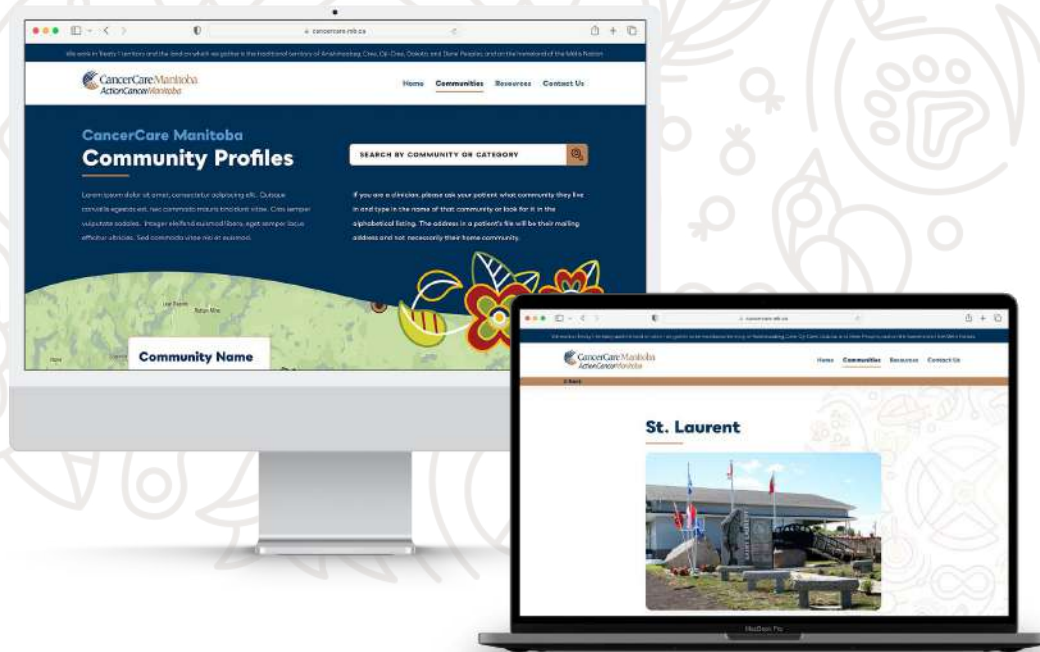 cancercare.mb.ca
We work in Treaty 1 territory and the land on which we gather is the traditional territory of Anishinaabeg, Cree, Oji-Cree, Dakota, and Dene Peoples, and on the homeland of the Métis Nation
CancerCare Manitoba
ActionCancerManitoba
Home Communities Resources Contact Us
CancerCare Manitoba
Community Profiles
SEARCH BY COMMUNITY OR CATEGORY
Lorem ipsum dolor sit amet, consectetur adipiscing elit. Quisque
convallis egestas est, nec commodo mauris tincidunt vitae. Cras semper
vulputate sodales. Integer eleifend euismod libero, eget semper lacus
efficitur ultricies. Sed commodo vitae nisi at euismod.
If you are a clinician, please ask your patient what community they live
in and type in the name of that community or look for it in the
alphabetical listing. The address in a patient's file will be their mailing
address and not necessarily their home community.
Community Name
cancercare.mb.ca
CancerCare Manitoba
ActionCancerManitoba
Home Communities Resources Contact Us
Back
St. Laurent
MacBook Pro